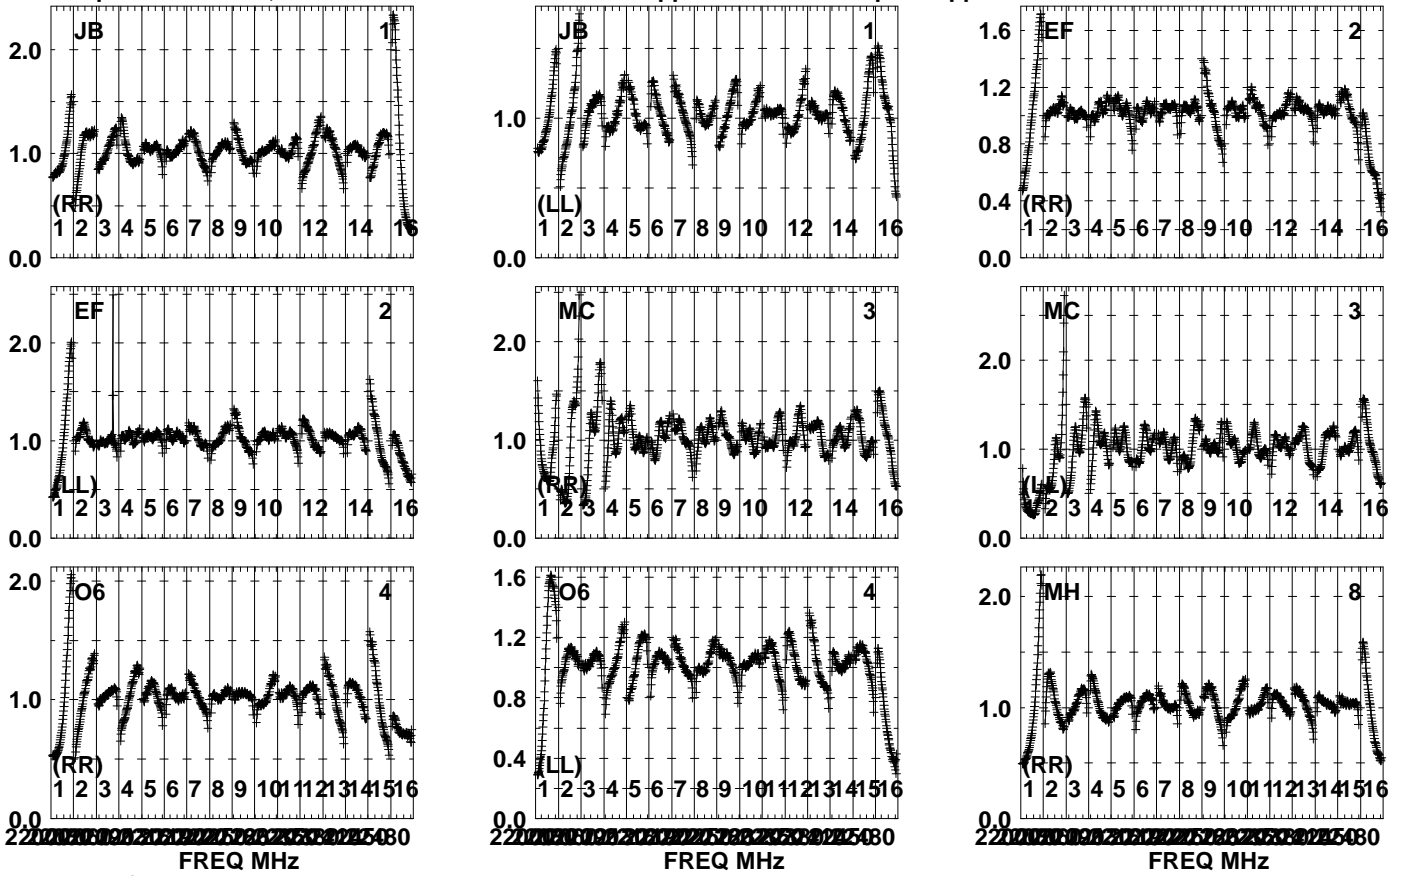 JB 1
2.0
1.0
(RR)
1 2 3 4 5 6 7 8 9 10 12 14 16
0.0
JB 1
1.0
(LL)
1 2 3 4 5 6 7 8 9 10 12 14 16
0.0
EF 2
1.6
1.2
0.8
0.4
(RR)
1 2 3 4 5 6 7 8 9 10 12 14 16
0.0
EF 2
2.0
1.0
(LL)
1 2 3 4 5 6 7 8 9 10 12 14 16
0.0
MC 3
2.0
1.0
(RR)
1 2 3 4 5 6 7 8 9 10 12 14 16
0.0
MC 3
2.0
1.0
(LL)
1 2 3 4 5 6 7 8 9 10 12 14 16
0.0
O6 4
2.0
1.0
(RR)
1 2 3 4 5 6 7 8 9 10 11 12 13 14 15 16
0.0
FREQ MHz
O6 4
1.6
1.2
0.8
0.4
(LL)
1 2 3 4 5 6 7 8 9 10 11 12 13 14 15 16
0.0
FREQ MHz
MH 8
2.0
1.0
(RR)
1 2 3 4 5 6 7 8 9 10 11 12 13 14 15 16
0.0
FREQ MHz